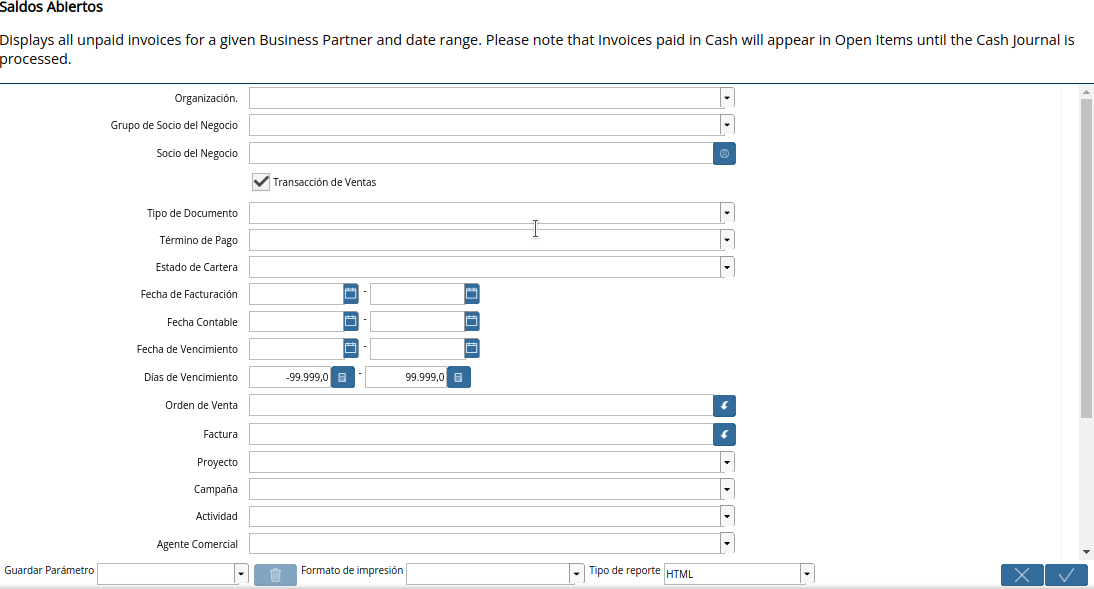 Saldos Abiertos
Displays all unpaid invoices for a given Business Partner and date range. Please note that Invoices paid in Cash will appear in Open Items until the Cash Journal is
processed.
Organización.
Grupo de Socio del Negocio
Socio del Negocio
Transacción de Ventas
Tipo de Documento
Término de Pago
Estado de Cartera
Fecha de Facturación -
Fecha Contable -
Fecha de Vencimiento -
Días de Vencimiento -99.999,0 - 99.999,0
Orden de Venta
Factura
Proyecto
Campaña
Actividad
Agente Comercial
Guardar Parámetro Formato de impresión Tipo de reporte HTML